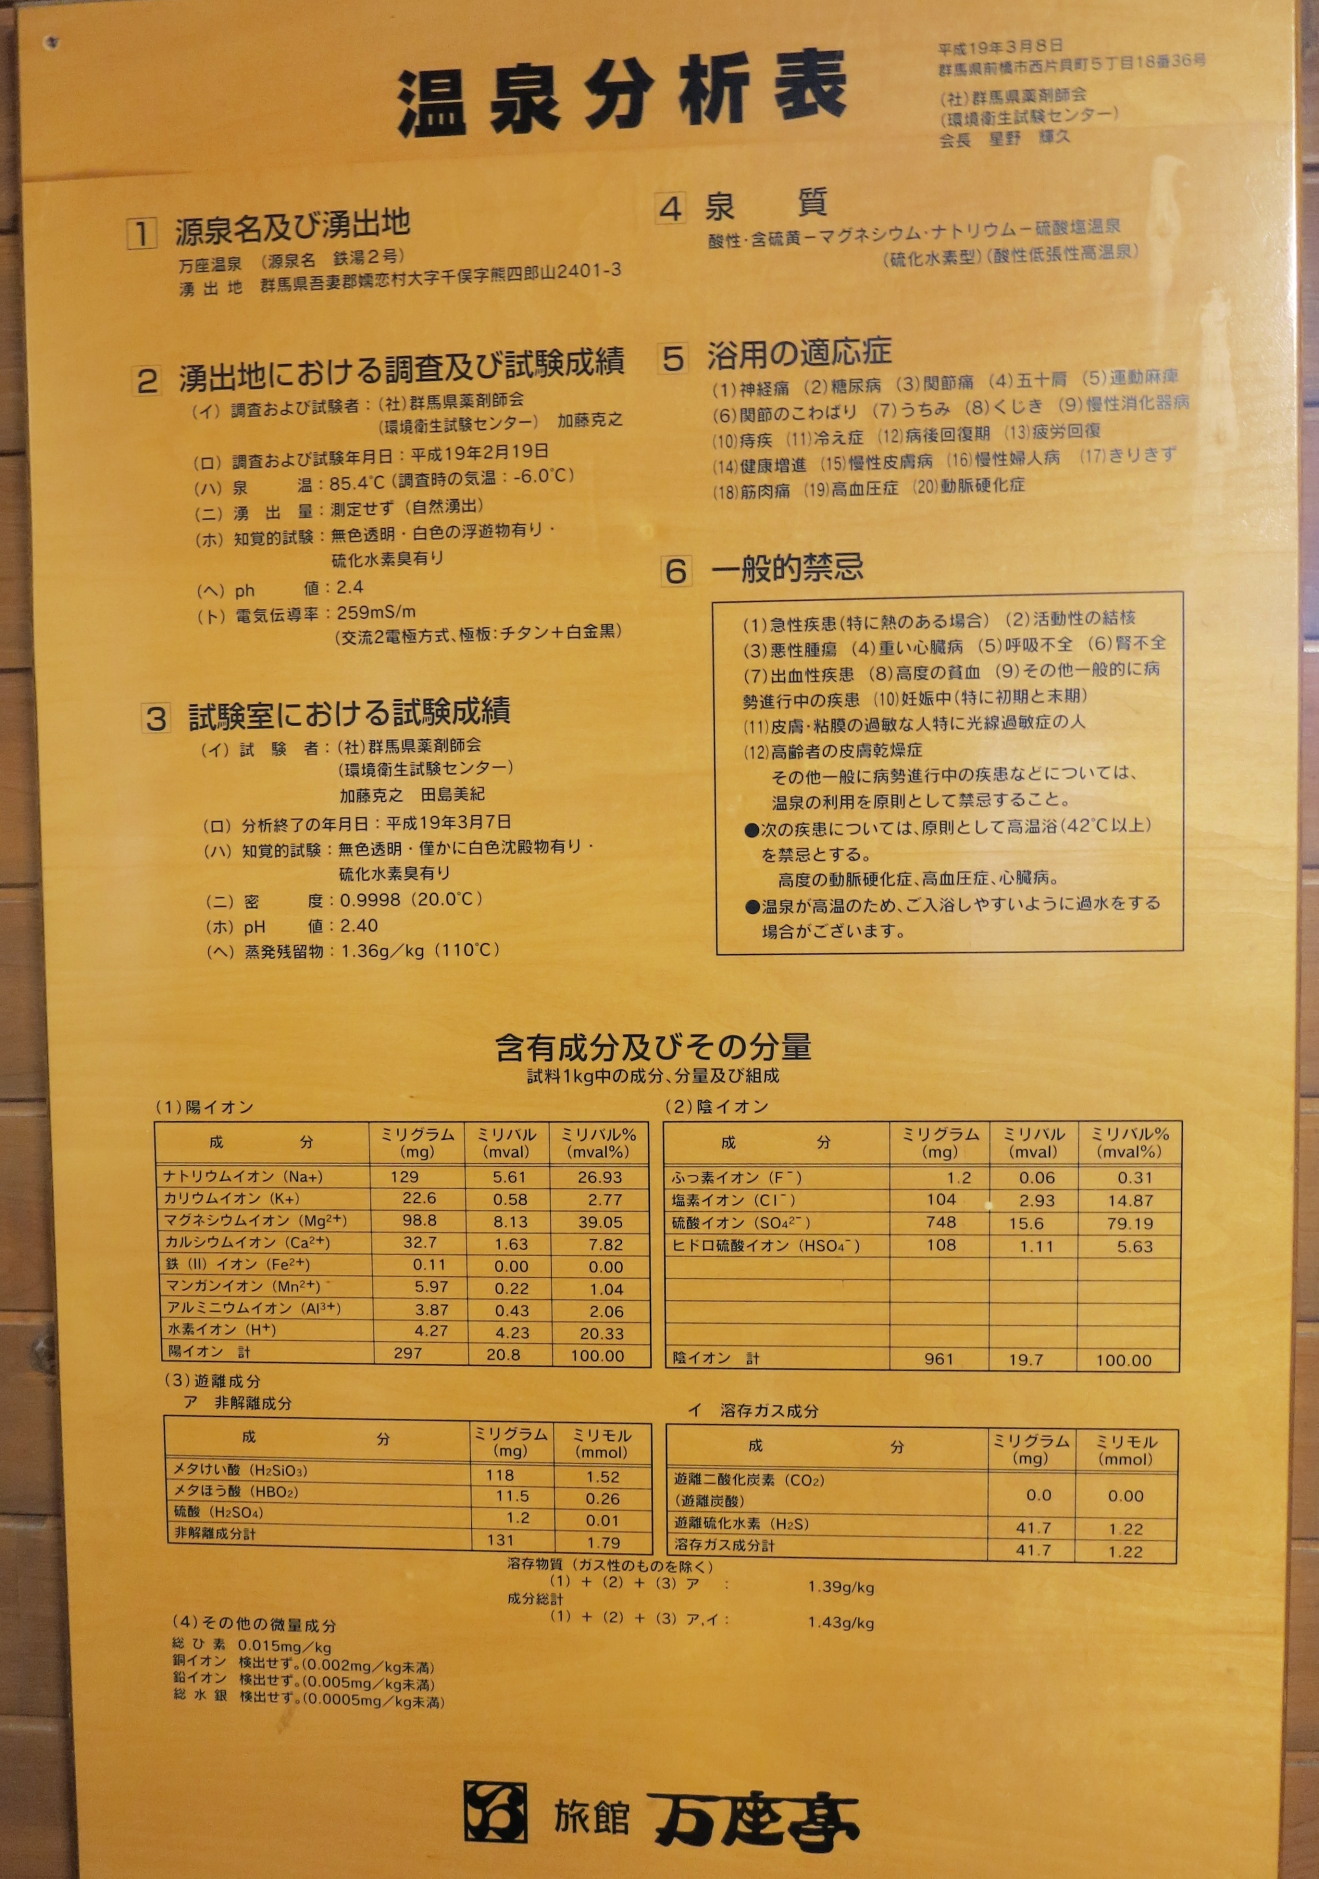 温泉分析表
平成19年3月8日
群馬県前橋市西片貝町5丁目18番36号
(社)群馬県薬剤師会
(環境衛生試験センター)
会長 星野 輝久
1 源泉名及び湧出地
万座温泉 (源泉名 鉄湯2号)
湧出地 群馬県吾妻郡嬬恋村大字干俣字熊四郎山2401-3
2 湧出地における調査及び試験成績
(イ) 調査および試験者：(社)群馬県薬剤師会
(環境衛生試験センター) 加藤克之
(ロ) 調査および試験年月日：平成19年2月19日
(ハ) 泉温：85.4℃ (調査時の気温：-6.0℃)
(ニ) 湧出量：測定せず (自然湧出)
(ホ) 知覚的試験：無色透明・白色の浮遊物有り・
硫化水素臭有り
(ヘ) ph値：2.4
(ト) 電気伝導率：259mS/m
(交流2電極方式、極板：チタン＋白金黒)
3 試験室における試験成績
(イ) 試験者：(社)群馬県薬剤師会
(環境衛生試験センター)
加藤克之 田島美紀
(ロ) 分析終了の年月日：平成19年3月7日
(ハ) 知覚的試験：無色透明・僅かに白色沈殿物有り・
硫化水素臭有り
(ニ) 密度：0.9998 (20.0℃)
(ホ) pH値：2.40
(ヘ) 蒸発残留物：1.36g／kg (110℃)
4 泉質
酸性・含硫黄－マグネシウム・ナトリウム－硫酸塩温泉
(硫化水素型) (酸性低張性高温泉)
5 浴用の適応症
(1)神経痛 (2)糖尿病 (3)関節痛 (4)五十肩 (5)運動麻痺
(6)関節のこわばり (7)うちみ (8)くじき (9)慢性消化器病
(10)痔疾 (11)冷え症 (12)病後回復期 (13)疲労回復
(14)健康増進 (15)慢性皮膚病 (16)慢性婦人病 (17)きりきず
(18)筋肉痛 (19)高血圧症 (20)動脈硬化症
6 一般的禁忌
(1)急性疾患(特に熱のある場合) (2)活動性の結核
(3)悪性腫瘍 (4)重い心臓病 (5)呼吸不全 (6)腎不全
(7)出血性疾患 (8)高度の貧血 (9)その他一般的に病
勢進行中の疾患 (10)妊娠中(特に初期と末期)
(11)皮膚・粘膜の過敏な人特に光線過敏症の人
(12)高齢者の皮膚乾燥症
その他一般に病勢進行中の疾患などについては、
温泉の利用を原則として禁忌すること。
●次の疾患については、原則として高温浴(42℃以上)
を禁忌とする。
高度の動脈硬化症、高血圧症、心臓病。
●温泉が高温のため、ご入浴しやすいように過水をする
場合がございます。
含有成分及びその分量
試料1kg中の成分、分量及び組成
(1)陽イオン
成分 ミリグラム(mg) ミリバル(mval) ミリバル%(mval%)
ナトリウムイオン (Na+) 129 5.61 26.93
カリウムイオン (K+) 22.6 0.58 2.77
マグネシウムイオン (Mg2+) 98.8 8.13 39.05
カルシウムイオン (Ca2+) 32.7 1.63 7.82
鉄 (II) イオン (Fe2+) 0.11 0.00 0.00
マンガンイオン (Mn2+) 5.97 0.22 1.04
アルミニウムイオン (Al3+) 3.87 0.43 2.06
水素イオン (H+) 4.27 4.23 20.33
陽イオン 計 297 20.8 100.00
(2)陰イオン
成分 ミリグラム(mg) ミリバル(mval) ミリバル%(mval%)
ふっ素イオン (F-) 1.2 0.06 0.31
塩素イオン (Cl-) 104 2.93 14.87
硫酸イオン (SO42-) 748 15.6 79.19
ヒドロ硫酸イオン (HSO4-) 108 1.11 5.63
陰イオン 計 961 19.7 100.00
(3)遊離成分
ア 非解離成分
成分 ミリグラム(mg) ミリモル(mmol)
メタけい酸 (H2SiO3) 118 1.52
メタほう酸 (HBO2) 11.5 0.26
硫酸 (H2SO4) 1.2 0.01
非解離成分計 131 1.79
イ 溶存ガス成分
成分 ミリグラム(mg) ミリモル(mmol)
遊離二酸化炭素 (CO2)
(遊離炭酸) 0.0 0.00
遊離硫化水素 (H2S) 41.7 1.22
溶存ガス成分計 41.7 1.22
溶存物質 (ガス性のものを除く)
(1) ＋ (2) ＋ (3) ア ： 1.39g/kg
成分総計
(1) ＋ (2) ＋ (3) ア,イ： 1.43g/kg
(4)その他の微量成分
総ひ素 0.015mg／kg
銅イオン 検出せず。(0.002mg／kg未満)
鉛イオン 検出せず。(0.005mg／kg未満)
総水銀 検出せず。(0.0005mg／kg未満)
旅館 万座亭